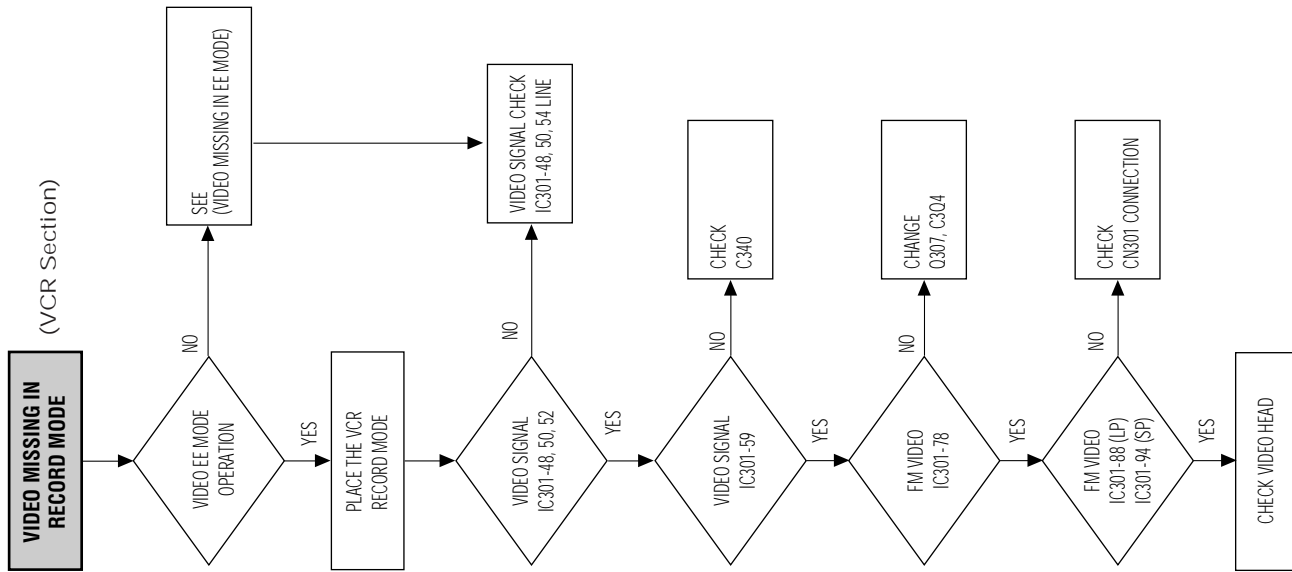 (VCR Section)
VIDEO MISSING IN
RECORD MODE
VIDEO EE MODE
OPERATION
NO
SEE
(VIDEO MISSING IN EE MODE)
YES
PLACE THE VCR
RECORD MODE
VIDEO SIGNAL
IC301-48, 50, 52
NO
VIDEO SIGNAL CHECK
IC301-48, 50, 54 LINE
YES
VIDEO SIGNAL
IC301-59
NO
CHECK
C340
YES
FM VIDEO
IC301-78
NO
CHANGE
Q307, C3Q4
YES
FM VIDEO
IC301-88 (LP)
IC301-94 (SP)
NO
CHECK
CN301 CONNECTION
YES
CHECK VIDEO HEAD